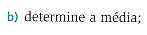 b) determine a média;